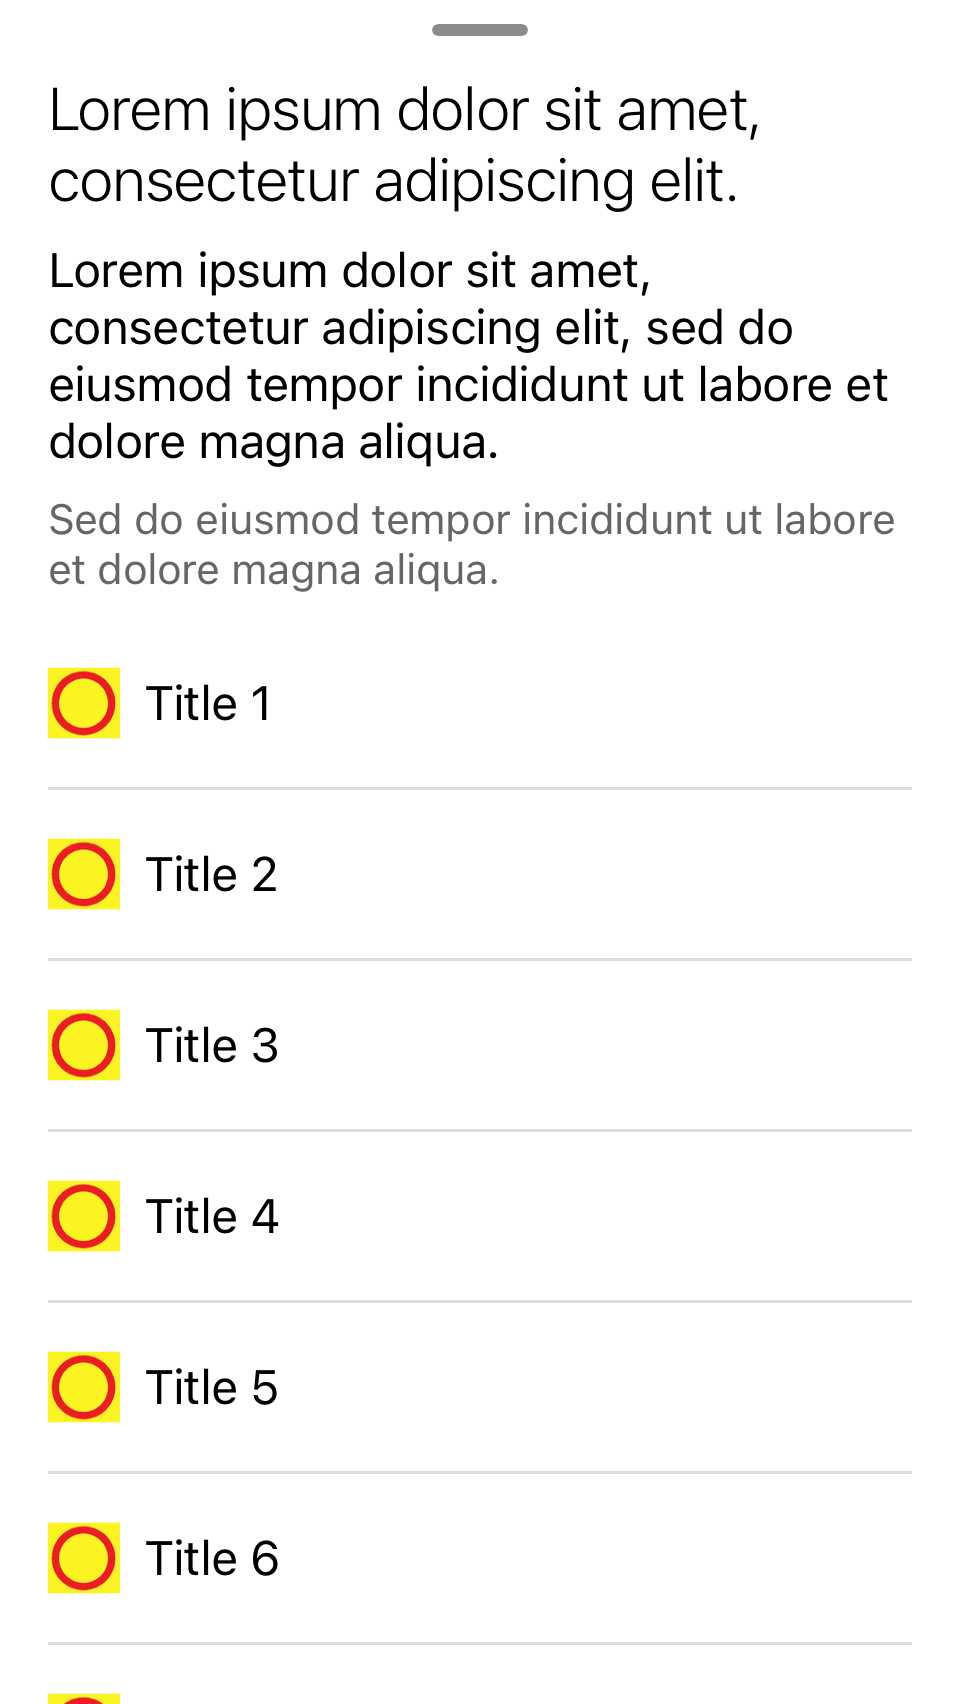 Lorem ipsum dolor sit amet,
consectetur adipiscing elit.
Lorem ipsum dolor sit amet,
consectetur adipiscing elit, sed do
eiusmod tempor incididunt ut labore et
dolore magna aliqua.
Sed do eiusmod tempor incididunt ut labore
et dolore magna aliqua.
Title 1
Title 2
Title 3
Title 4
Title 5
Title 6